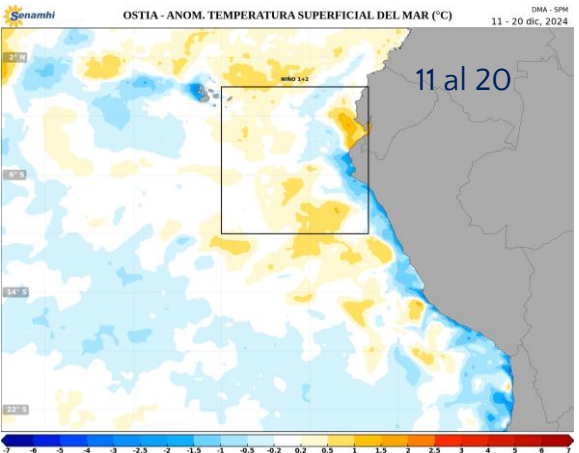 Senamhi
OSTIA - ANOM. TEMPERATURA SUPERFICIAL DEL MAR (°C)
DMA - SPM
11 - 20 dic, 2024
2° N
11 al 20
NIÑO 1+2
6° S
14° S
22° S
-7 -6 -5 -4 -3 -2.5 -2 -1.5 -1 -0.5 -0.2 0.2 0.5 1 1.5 2 2.5 3 4 5 6 7